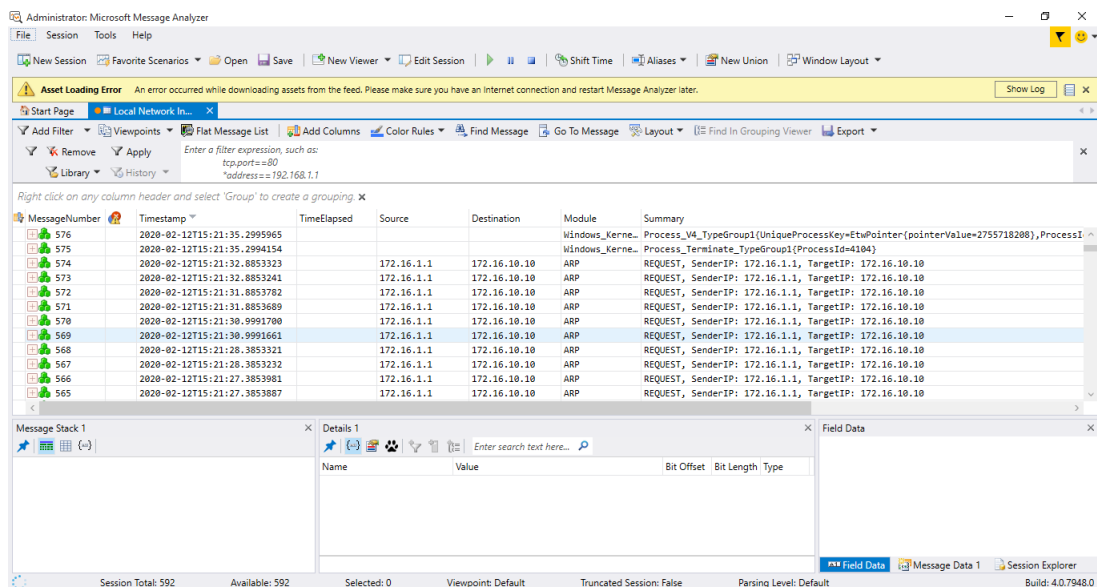 Administrator: Microsoft Message Analyzer
File Session Tools Help
New Session Favorite Scenarios Open Save New Viewer Edit Session Shift Time Aliases New Union Window Layout
Asset Loading Error An error occurred while downloading assets from the feed. Please make sure you have an Internet connection and restart Message Analyzer later. Show Log
Start Page Local Network In...
Add Filter Viewpoints Flat Message List Add Columns Color Rules Find Message Go To Message Layout Find In Grouping Viewer Export
Remove Apply Enter a filter expression, such as:
tcp.port==80
Library History *address==192.168.1.1
Right click on any column header and select 'Group' to create a grouping.
MessageNumber Timestamp TimeElapsed Source Destination Module Summary
576 2020-02-12T15:21:35.2995965 Windows_Kerne... Process_V4_TypeGroup1{UniqueProcessKey=EtwPointer{pointerValue=2755718208},ProcessI
575 2020-02-12T15:21:35.2994154 Windows_Kerne... Process_Terminate_TypeGroup1{ProcessId=4104}
574 2020-02-12T15:21:32.8853323 172.16.1.1 172.16.10.10 ARP REQUEST, SenderIP: 172.16.1.1, TargetIP: 172.16.10.10
573 2020-02-12T15:21:32.8853241 172.16.1.1 172.16.10.10 ARP REQUEST, SenderIP: 172.16.1.1, TargetIP: 172.16.10.10
572 2020-02-12T15:21:31.8853782 172.16.1.1 172.16.10.10 ARP REQUEST, SenderIP: 172.16.1.1, TargetIP: 172.16.10.10
571 2020-02-12T15:21:31.8853689 172.16.1.1 172.16.10.10 ARP REQUEST, SenderIP: 172.16.1.1, TargetIP: 172.16.10.10
570 2020-02-12T15:21:30.9991700 172.16.1.1 172.16.10.10 ARP REQUEST, SenderIP: 172.16.1.1, TargetIP: 172.16.10.10
569 2020-02-12T15:21:30.9991661 172.16.1.1 172.16.10.10 ARP REQUEST, SenderIP: 172.16.1.1, TargetIP: 172.16.10.10
568 2020-02-12T15:21:28.3853321 172.16.1.1 172.16.10.10 ARP REQUEST, SenderIP: 172.16.1.1, TargetIP: 172.16.10.10
567 2020-02-12T15:21:28.3853232 172.16.1.1 172.16.10.10 ARP REQUEST, SenderIP: 172.16.1.1, TargetIP: 172.16.10.10
566 2020-02-12T15:21:27.3853981 172.16.1.1 172.16.10.10 ARP REQUEST, SenderIP: 172.16.1.1, TargetIP: 172.16.10.10
565 2020-02-12T15:21:27.3853887 172.16.1.1 172.16.10.10 ARP REQUEST, SenderIP: 172.16.1.1, TargetIP: 172.16.10.10
Message Stack 1 Details 1 Field Data
Enter search text here...
Name Value Bit Offset Bit Length Type
Field Data Message Data 1 Session Explorer
Session Total: 592 Available: 592 Selected: 0 Viewpoint: Default Truncated Session: False Parsing Level: Default Build: 4.0.7948.0